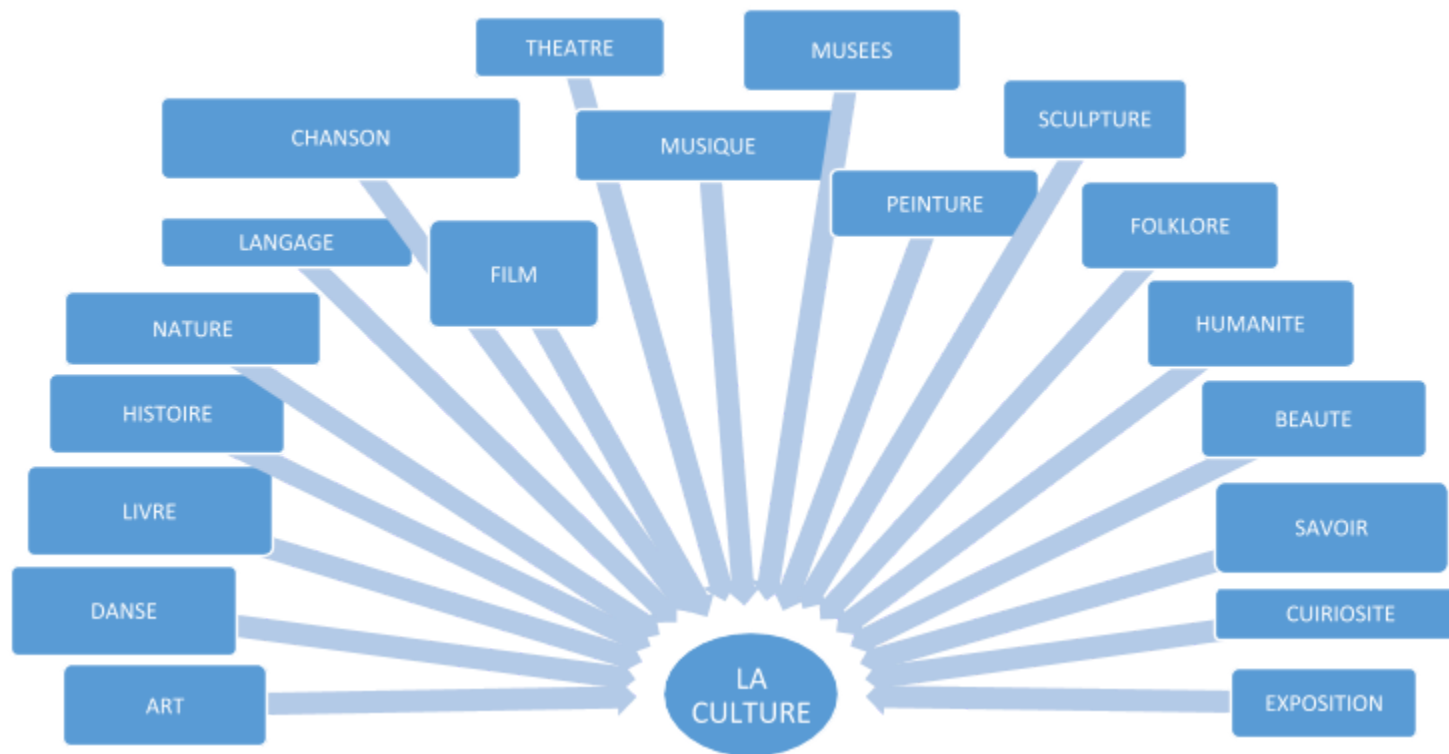 THEATRE
MUSEES
CHANSON
MUSIQUE
SCULPTURE
LANGAGE
FILM
PEINTURE
FOLKLORE
NATURE
HUMANITE
HISTOIRE
BEAUTE
LIVRE
SAVOIR
DANSE
CUIRIOSITE
ART
LA
CULTURE
EXPOSITION